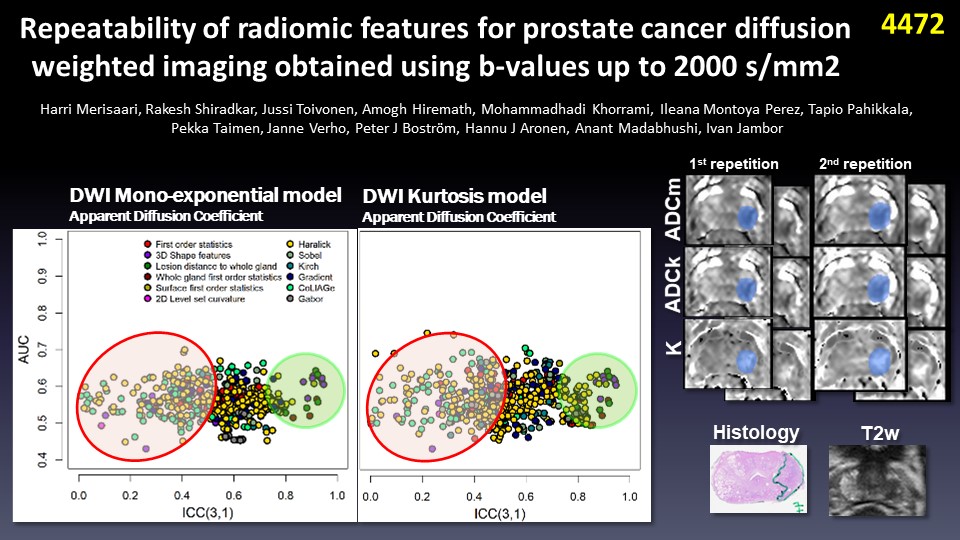 Repeatability of radiomic features for prostate cancer diffusion
weighted imaging obtained using b-values up to 2000 s/mm2
4472
Harri Merisaari, Rakesh Shiradkar, Jussi Toivonen, Amogh Hiremath, Mohammadhadi Khorrami, Ileana Montoya Perez, Tapio Pahikkala,
Pekka Taimen, Janne Verho, Peter J Boström, Hannu J Aronen, Anant Madabhushi, Ivan Jambor
DWI Mono-exponential model
Apparent Diffusion Coefficient
First order statistics
3D Shape features
Lesion distance to whole gland
Whole gland first order statistics
Surface first order statistics
2D Level set curvature
Haralick
Sobel
Kirch
Gradient
CoLIAGe
Gabor
AUC
1.0
0.9
0.8
0.7
0.6
0.5
0.4
0.0 0.2 0.4 0.6 0.8 1.0
ICC(3,1)
DWI Kurtosis model
Apparent Diffusion Coefficient
0.0 0.2 0.4 0.6 0.8 1.0
ICC(3,1)
1st repetition
2nd repetition
ADCm
ADCk
K
Histology
T2w